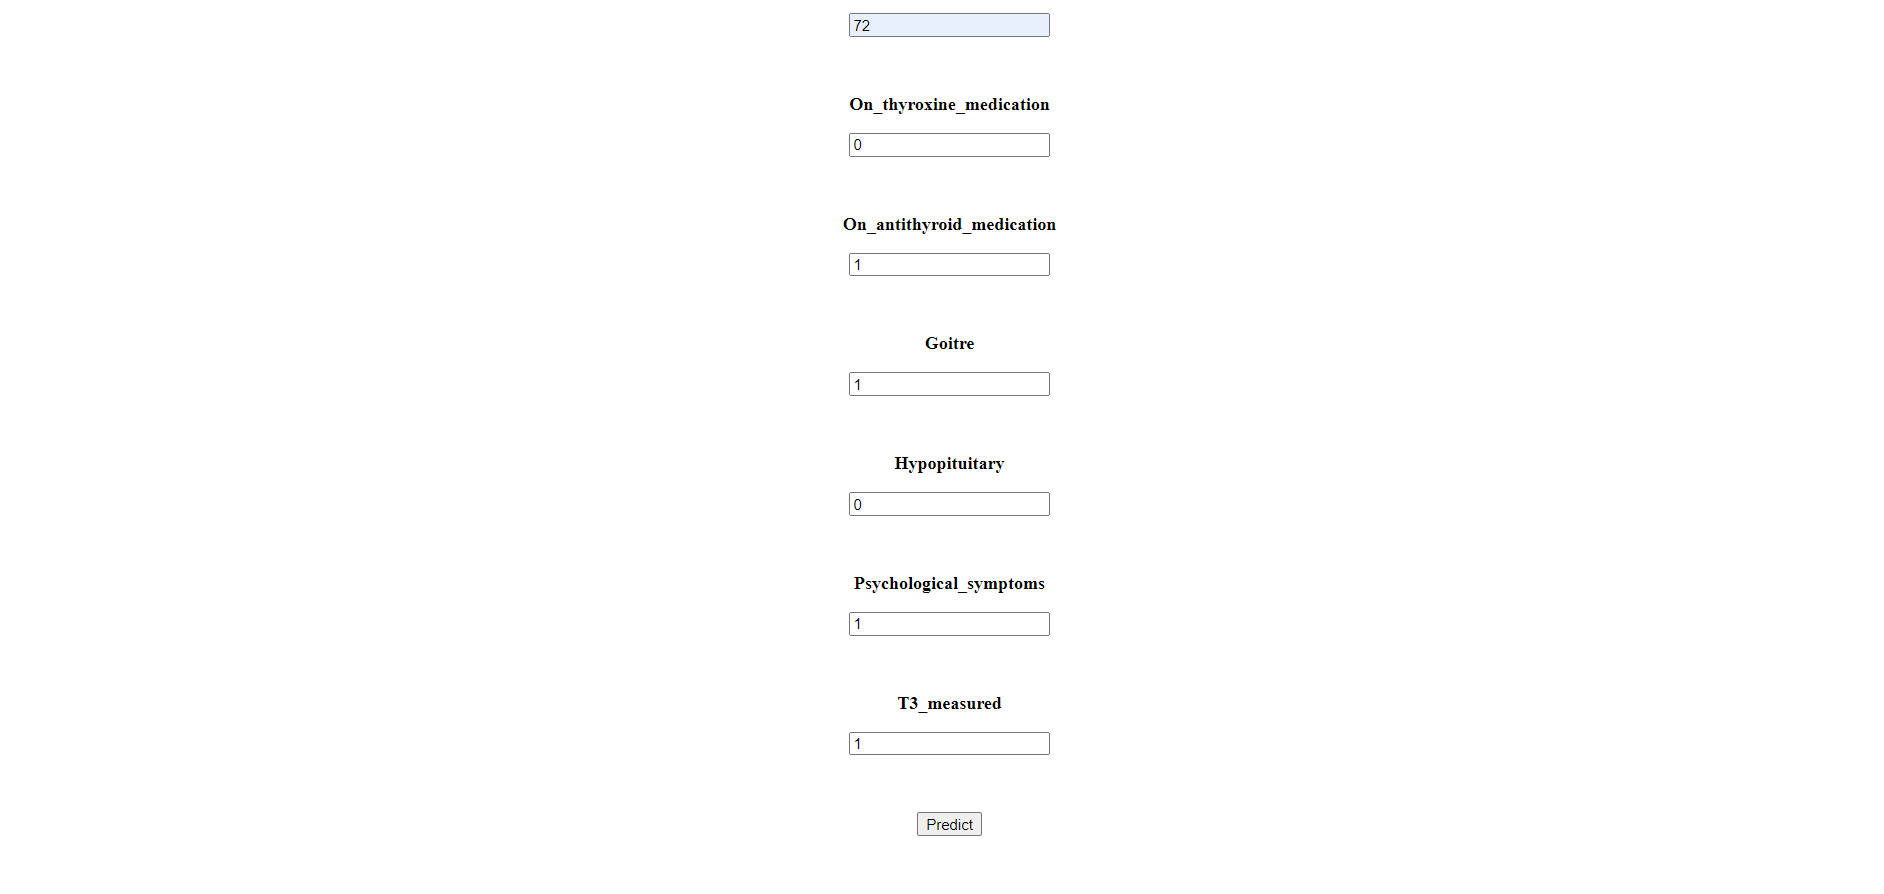 72
On_thyroxine_medication
0
On_antithyroid_medication
1
Goitre
1
Hypopituitary
0
Psychological_symptoms
1
T3_measured
1
Predict